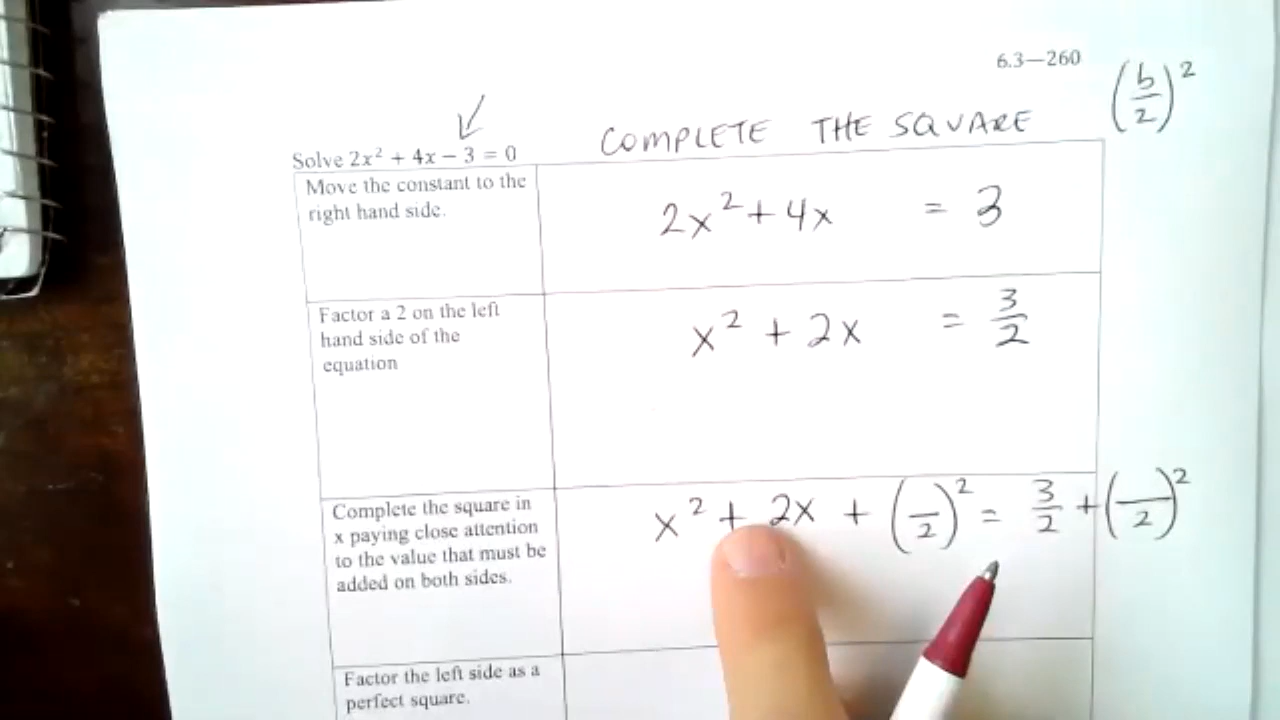 6.3—260
(b/2)²
COMPLETE THE SQUARE
Solve 2x² + 4x − 3 = 0
Move the constant to the
right hand side.
2x² + 4x = 3
Factor a 2 on the left
hand side of the
equation
x² + 2x = 3/2
Complete the square in
x paying close attention
to the value that must be
added on both sides.
x² + 2x + (/2)² = 3/2 + (/2)²
Factor the left side as a
perfect square.